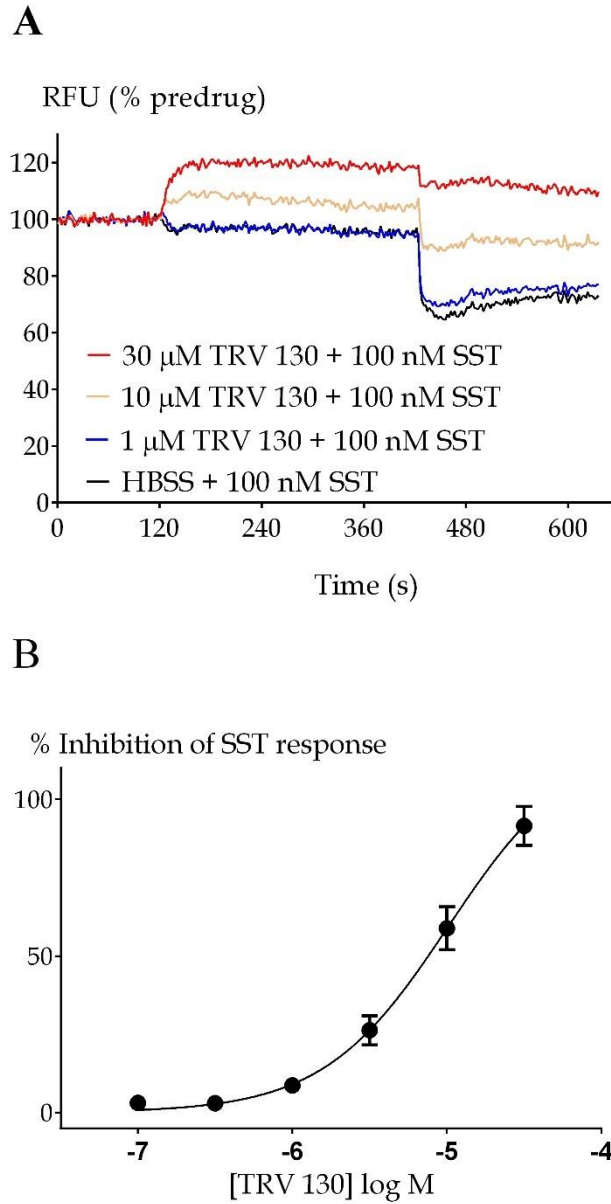 A
RFU (% predrug)
120
100
80
60
40
20
0
30 µM TRV 130 + 100 nM SST
10 µM TRV 130 + 100 nM SST
1 µM TRV 130 + 100 nM SST
HBSS + 100 nM SST
0 120 240 360 480 600
Time (s)
B
% Inhibition of SST response
100
50
0
-7 -6 -5 -4
[TRV 130] log M